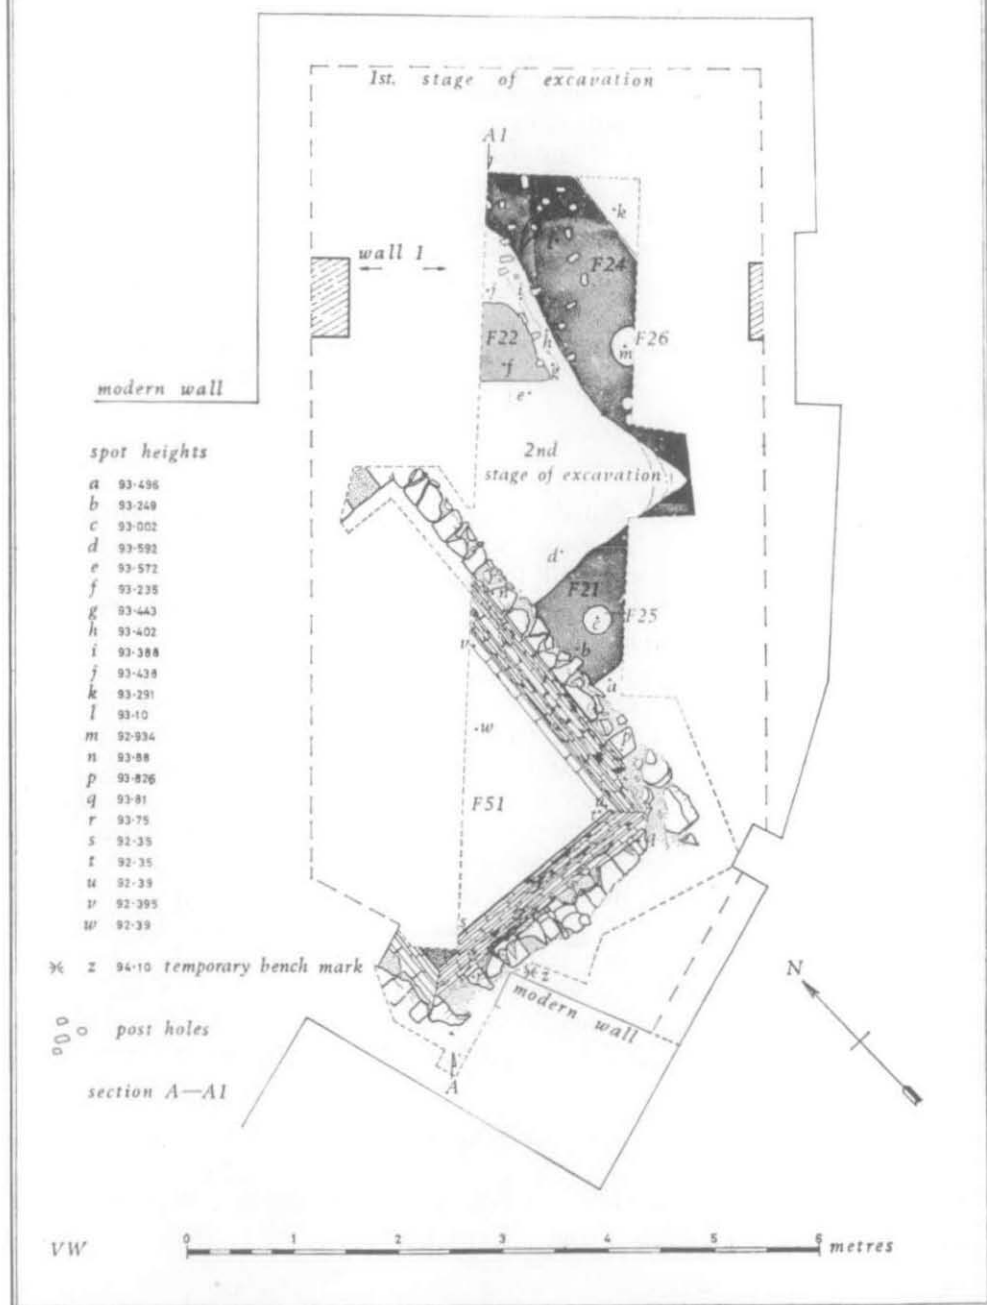 1st. stage of excavation
A1
k
wall 1
F24
j
i
F22
h
F26
m
f
g
e
modern wall
2nd
stage of excavation
spot heights
a 93·496
b 93·249
c 93·002
d 93·592
e 93·572
f 93·235
g 93·443
h 93·402
i 93·388
j 93·438
k 93·291
l 93·10
m 92·934
n 93·88
p 93·826
q 93·81
r 93·75
s 92·35
t 92·35
u 92·39
v 92·395
w 92·39
d
F21
n
F25
c
v
b
a
w
p
F51
u
s
z 94·10 temporary bench mark
z
modern wall
N
post holes
A
section A—A1
VW
0 1 2 3 4 5 6 metres